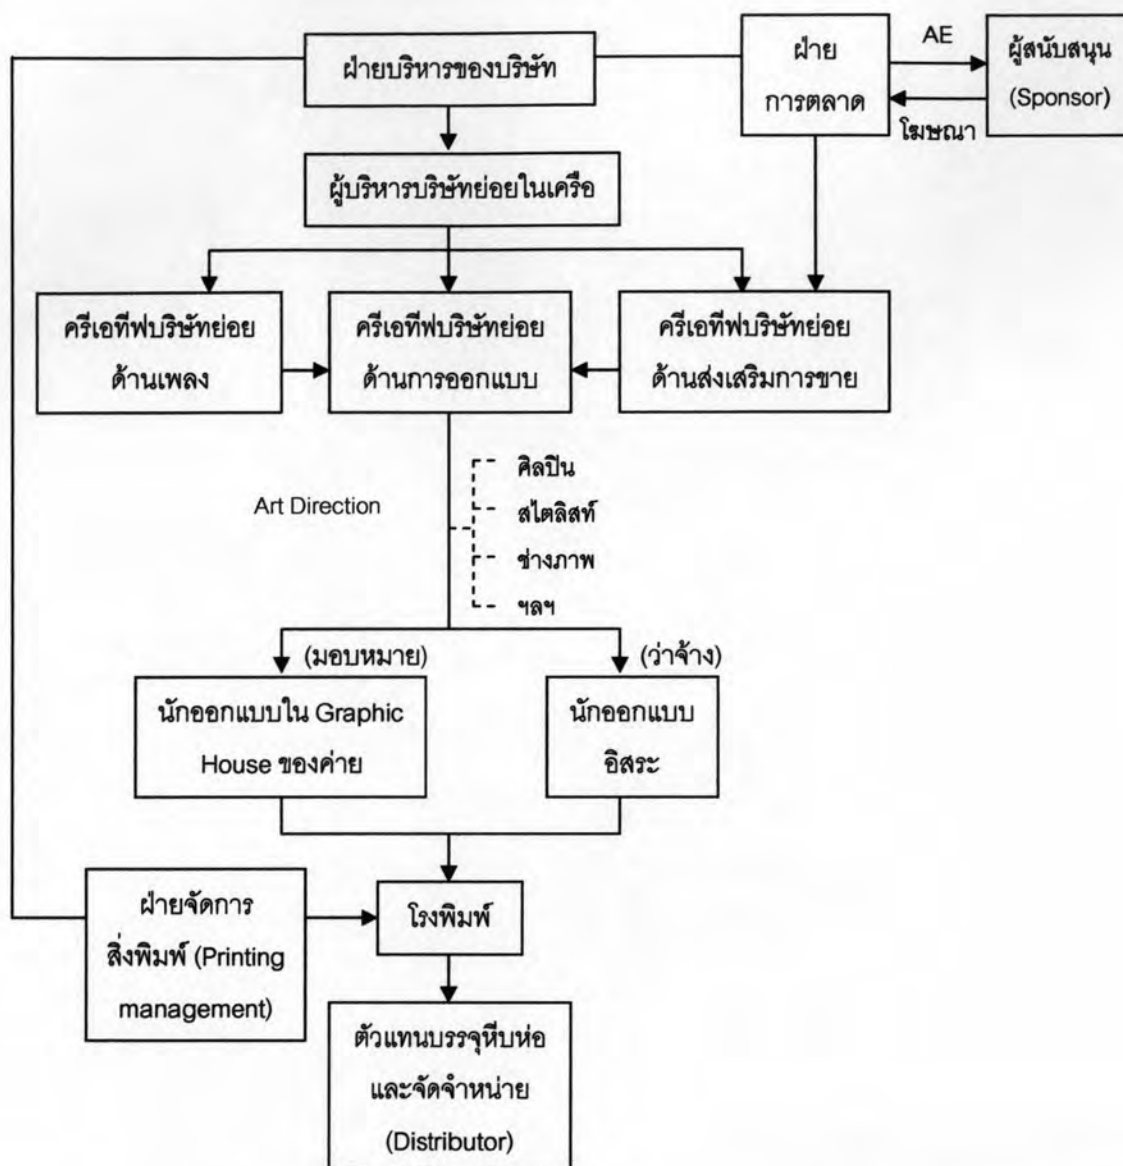 ฝ่ายบริหารของบริษัท
ฝ่าย
การตลาด
AE
โฆษณา
ผู้สนับสนุน
(Sponsor)
ผู้บริหารบริษัทย่อยในเครือ
ครีเอทีฟบริษัทย่อย
ด้านเพลง
ครีเอทีฟบริษัทย่อย
ด้านการออกแบบ
ครีเอทีฟบริษัทย่อย
ด้านส่งเสริมการขาย
Art Direction
ศิลปิน
สไตลิสท์
ช่างภาพ
ฯลฯ
(มอบหมาย)
(ว่าจ้าง)
นักออกแบบใน Graphic
House ของค่าย
นักออกแบบ
อิสระ
ฝ่ายจัดการ
สิ่งพิมพ์ (Printing
management)
โรงพิมพ์
ตัวแทนบรรจุหีบห่อ
และจัดจำหน่าย
(Distributor)